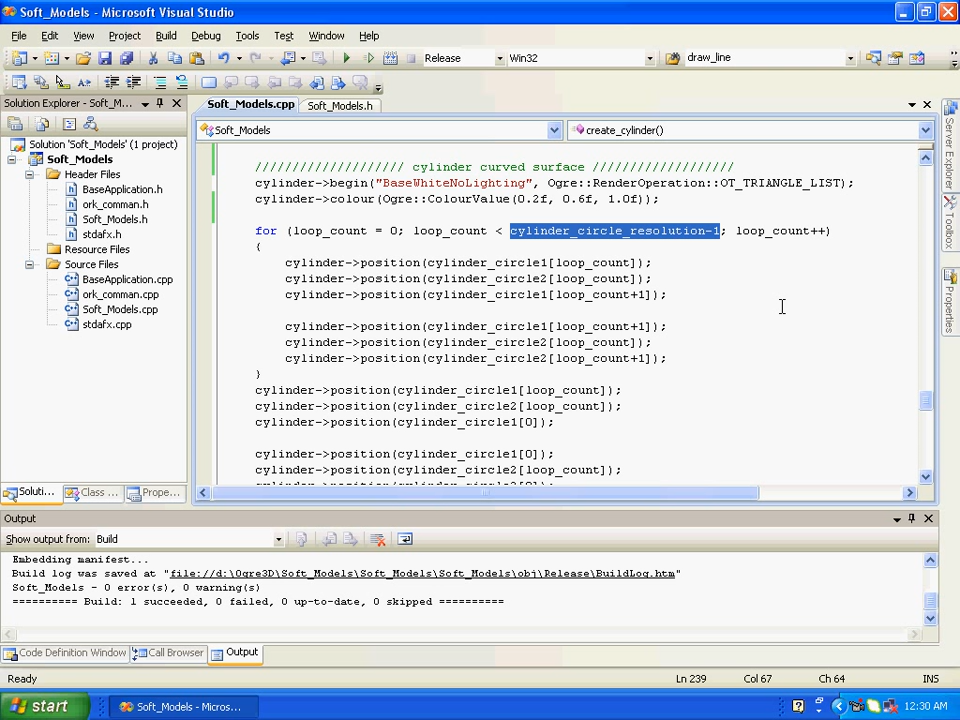 Soft_Models - Microsoft Visual Studio
File Edit View Project Build Debug Tools Test Window Help
Release Win32 draw_line
Solution Explorer - Soft_M...
Soft_Models.cpp Soft_Models.h
Soft_Models create_cylinder()
Solution 'Soft_Models' (1 project)
Soft_Models
Header Files
BaseApplication.h
ork_comman.h
Soft_Models.h
stdafx.h
Resource Files
Source Files
BaseApplication.cpp
ork_comman.cpp
Soft_Models.cpp
stdafx.cpp
Soluti... Class ... Prope...
//////////////////// cylinder curved surface ///////////////////
cylinder->begin("BaseWhiteNoLighting", Ogre::RenderOperation::OT_TRIANGLE_LIST);
cylinder->colour(Ogre::ColourValue(0.2f, 0.6f, 1.0f));
for (loop_count = 0; loop_count < cylinder_circle_resolution-1; loop_count++)
{
cylinder->position(cylinder_circle1[loop_count]);
cylinder->position(cylinder_circle2[loop_count]);
cylinder->position(cylinder_circle1[loop_count+1]);
cylinder->position(cylinder_circle1[loop_count+1]);
cylinder->position(cylinder_circle2[loop_count]);
cylinder->position(cylinder_circle2[loop_count+1]);
}
cylinder->position(cylinder_circle1[loop_count]);
cylinder->position(cylinder_circle2[loop_count]);
cylinder->position(cylinder_circle1[0]);
cylinder->position(cylinder_circle1[0]);
cylinder->position(cylinder_circle2[loop_count]);
Server Explorer
Toolbox
Properties
Output
Show output from: Build
Embedding manifest...
Build log was saved at "file://d:\Ogre3D\Soft_Models\Soft_Models\Soft_Models\obj\Release\BuildLog.htm"
Soft_Models - 0 error(s), 0 warning(s)
========== Build: 1 succeeded, 0 failed, 0 up-to-date, 0 skipped ==========
Code Definition Window Call Browser Output
Ready Ln 239 Col 67 Ch 64 INS
start Soft_Models - Micros... 12:30 AM